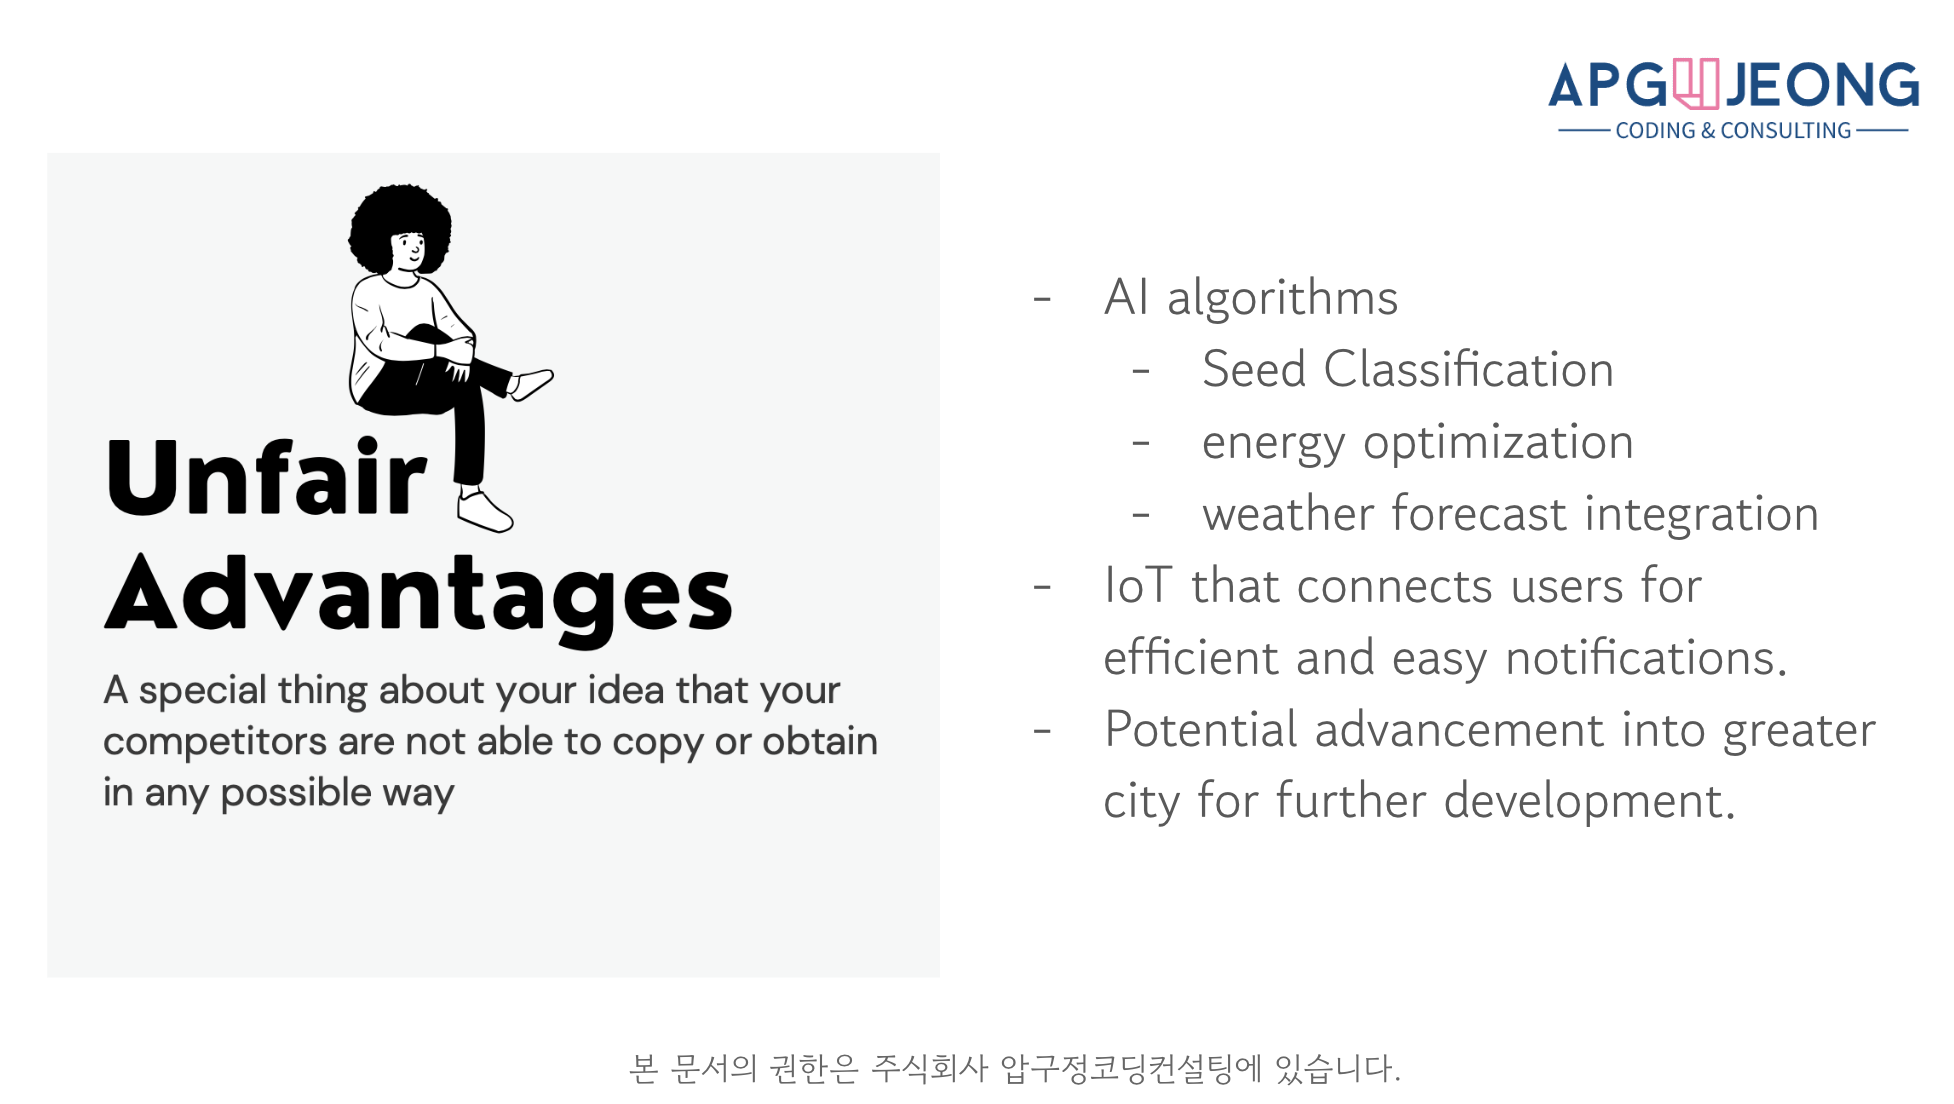 APGUJEONG
CODING & CONSULTING
Unfair
Advantages
A special thing about your idea that your
competitors are not able to copy or obtain
in any possible way
- AI algorithms
- Seed Classification
- energy optimization
- weather forecast integration
- IoT that connects users for
efficient and easy notifications.
- Potential advancement into greater
city for further development.
본 문서의 권한은 주식회사 압구정코딩컨설팅에 있습니다.